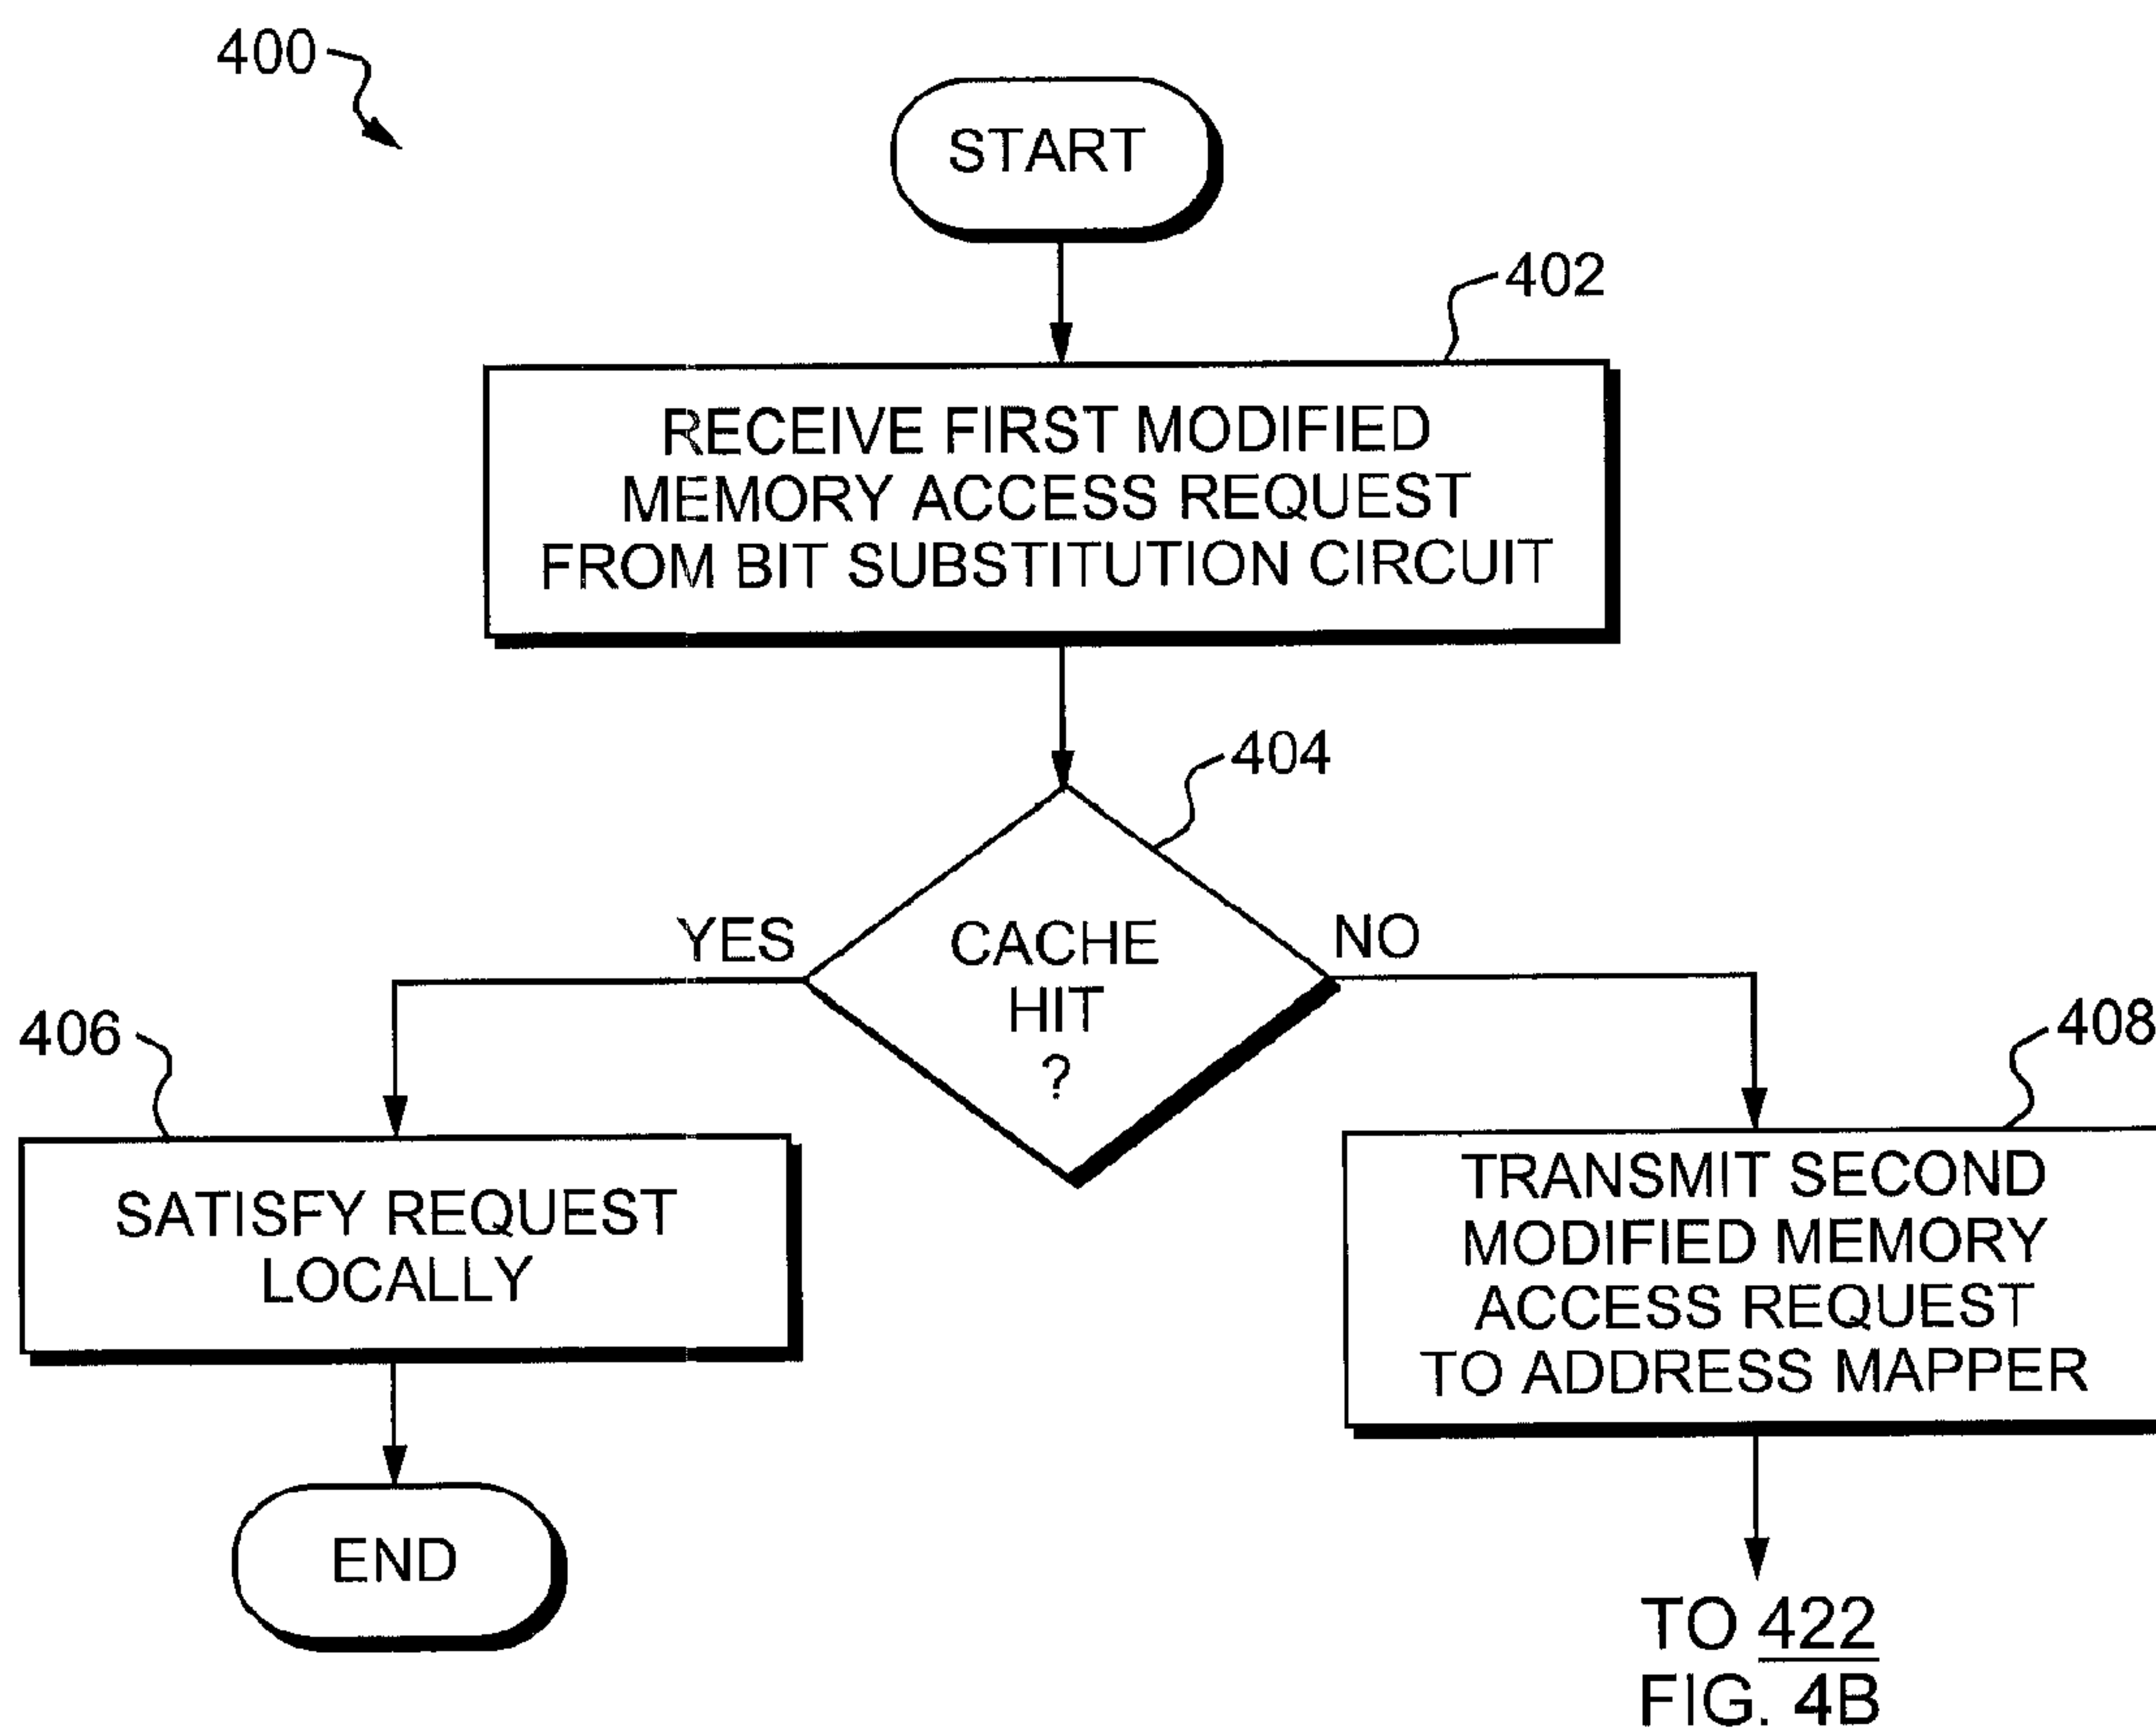 400
START
402
RECEIVE FIRST MODIFIED
MEMORY ACCESS REQUEST
FROM BIT SUBSTITUTION CIRCUIT
404
CACHE
HIT
?
YES
NO
406
SATISFY REQUEST
LOCALLY
END
408
TRANSMIT SECOND
MODIFIED MEMORY
ACCESS REQUEST
TO ADDRESS MAPPER
TO 422
FIG. 4B